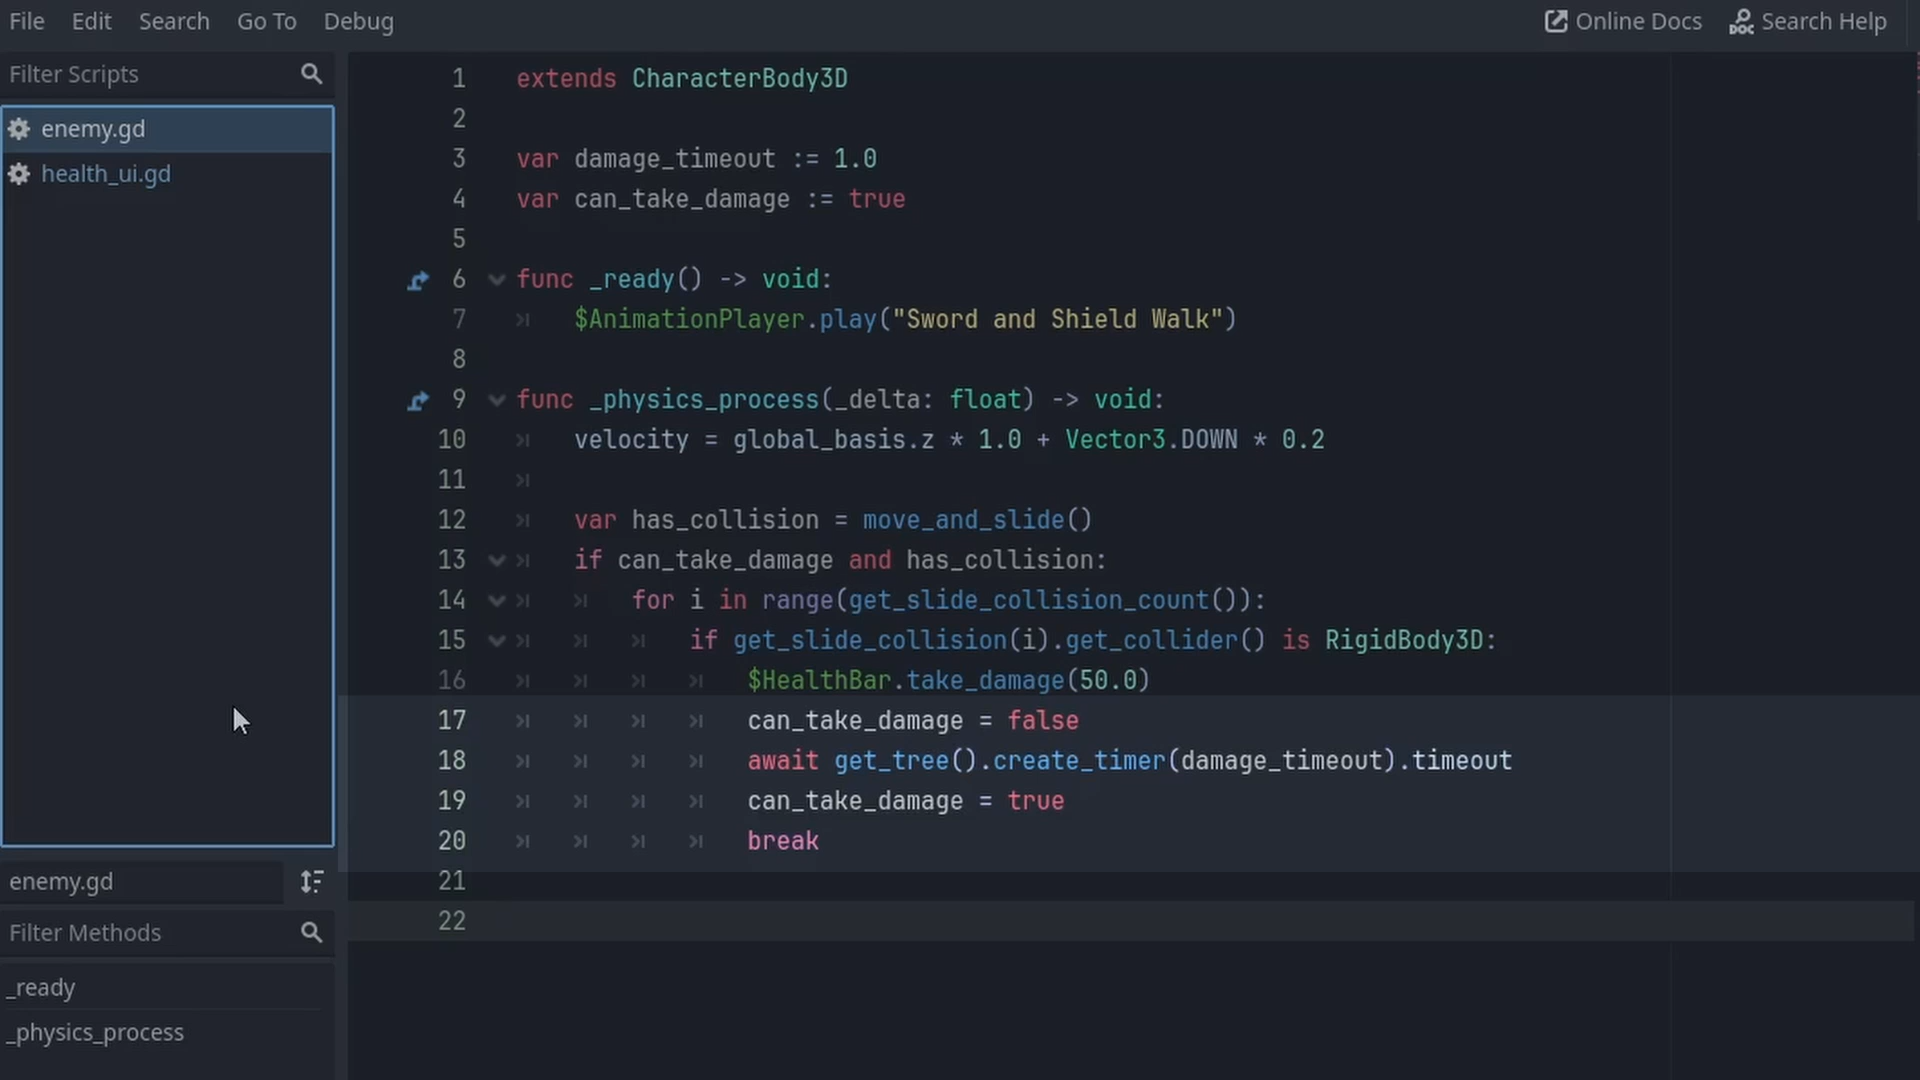 File Edit Search Go To Debug
Online Docs Search Help
Filter Scripts
enemy.gd
health_ui.gd
enemy.gd
Filter Methods
_ready
_physics_process
1 extends CharacterBody3D
2
3 var damage_timeout := 1.0
4 var can_take_damage := true
5
6 func _ready() -> void:
7 $AnimationPlayer.play("Sword and Shield Walk")
8
9 func _physics_process(_delta: float) -> void:
10 velocity = global_basis.z * 1.0 + Vector3.DOWN * 0.2
11
12 var has_collision = move_and_slide()
13 if can_take_damage and has_collision:
14 for i in range(get_slide_collision_count()):
15 if get_slide_collision(i).get_collider() is RigidBody3D:
16 $HealthBar.take_damage(50.0)
17 can_take_damage = false
18 await get_tree().create_timer(damage_timeout).timeout
19 can_take_damage = true
20 break
21
22